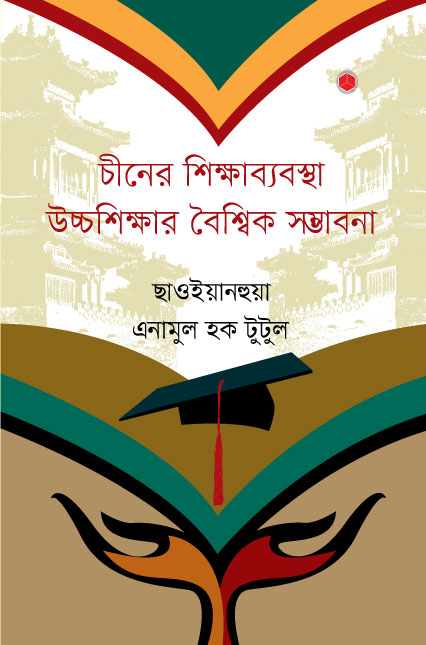 চীনের শিক্ষাব্যবস্থা
উচ্চশিক্ষার বৈশ্বিক সম্ভাবনা
ছাওইয়ানহুয়া
এনামুল হক টুটুল